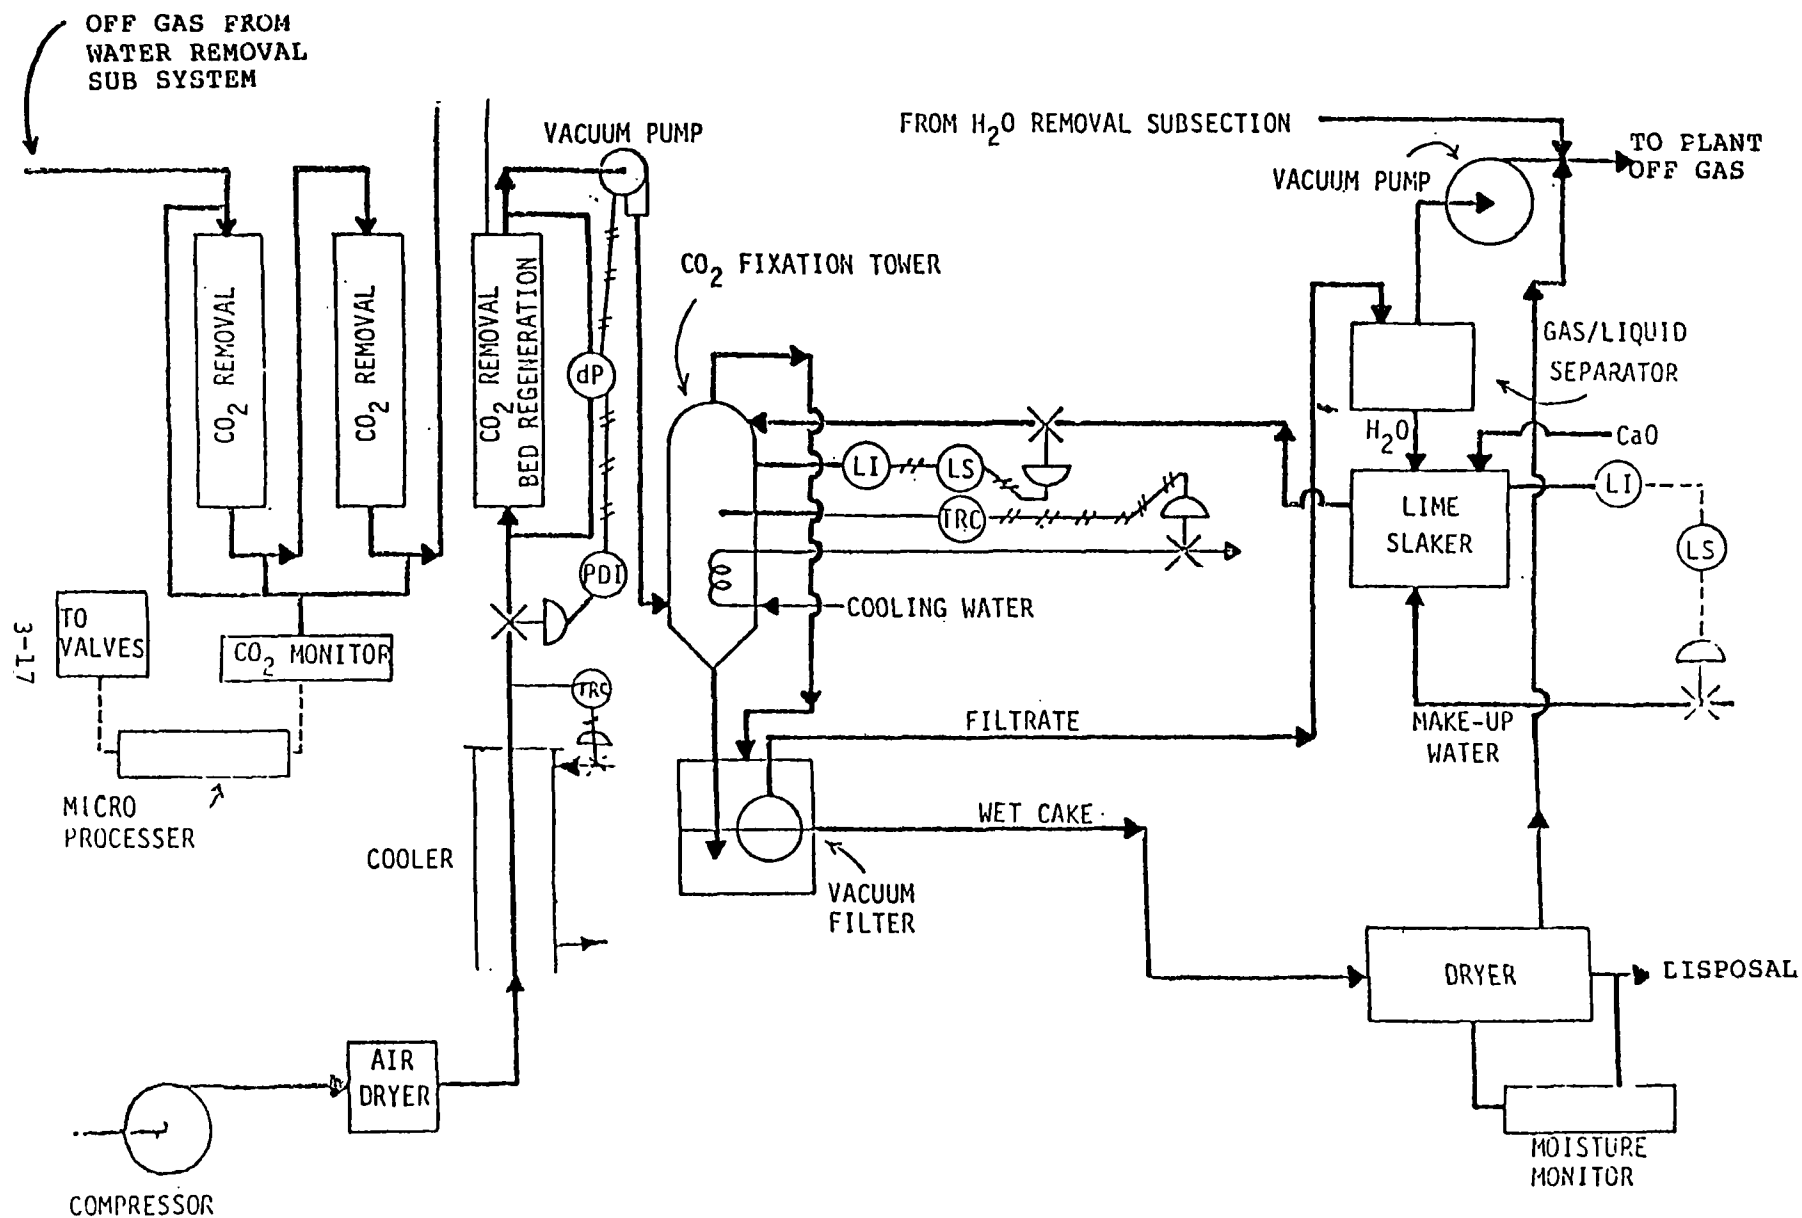 OFF GAS FROM
WATER REMOVAL
SUB SYSTEM
VACUUM PUMP
FROM H2O REMOVAL SUBSECTION
TO PLANT
OFF GAS
VACUUM PUMP
CO2 FIXATION TOWER
CO2 REMOVAL
CO2 REMOVAL
CO2 REMOVAL
BED REGENERATION
dP
GAS/LIQUID
SEPARATOR
H2O
CaO
LI
LS
TRC
LI
LIME
SLAKER
LS
PDI
COOLING WATER
TO
VALVES
CO2 MONITOR
3-17
TRC
FILTRATE
MAKE-UP
WATER
MICRO
PROCESSER
COOLER
WET CAKE
VACUUM
FILTER
DRYER
DISPOSAL
AIR
DRYER
MOISTURE
MONITOR
COMPRESSOR